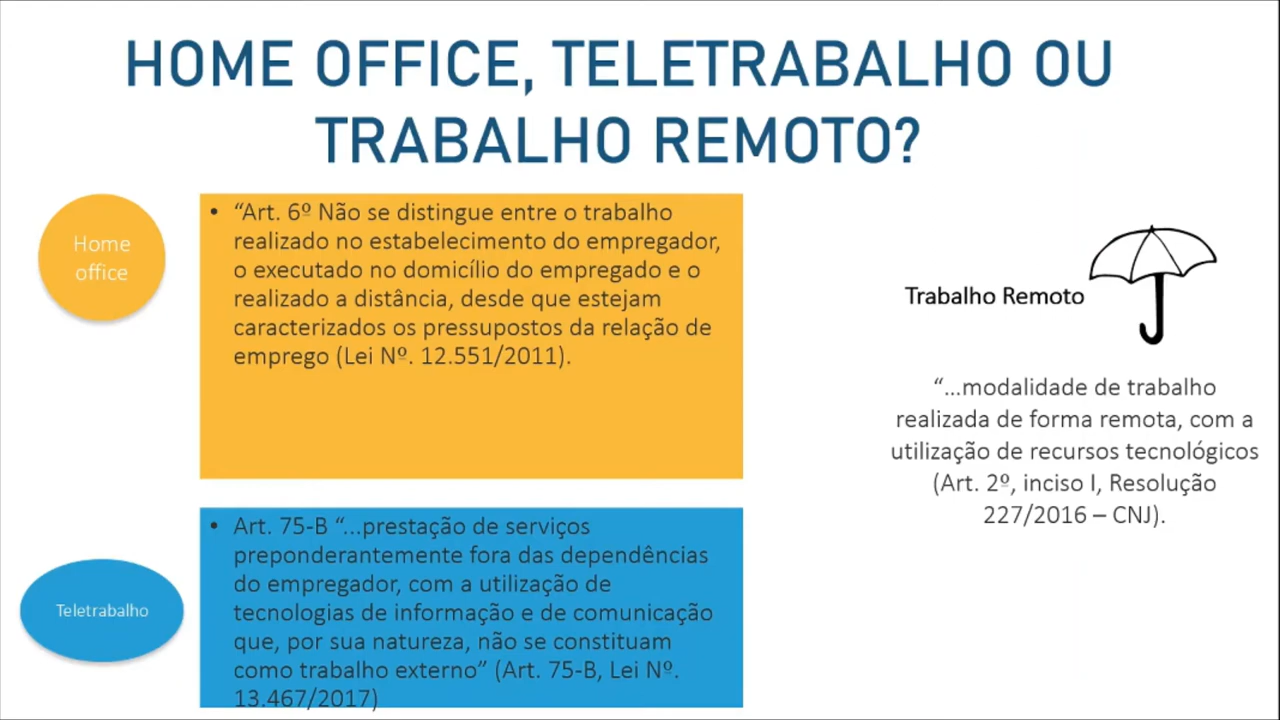 HOME OFFICE, TELETRABALHO OU
TRABALHO REMOTO?
Home
office
• “Art. 6º Não se distingue entre o trabalho
realizado no estabelecimento do empregador,
o executado no domicílio do empregado e o
realizado a distância, desde que estejam
caracterizados os pressupostos da relação de
emprego (Lei Nº. 12.551/2011).
Teletrabalho
• Art. 75-B “...prestação de serviços
preponderantemente fora das dependências
do empregador, com a utilização de
tecnologias de informação e de comunicação
que, por sua natureza, não se constituam
como trabalho externo” (Art. 75-B, Lei Nº.
13.467/2017)
Trabalho Remoto
“...modalidade de trabalho
realizada de forma remota, com a
utilização de recursos tecnológicos
(Art. 2º, inciso I, Resolução
227/2016 – CNJ).